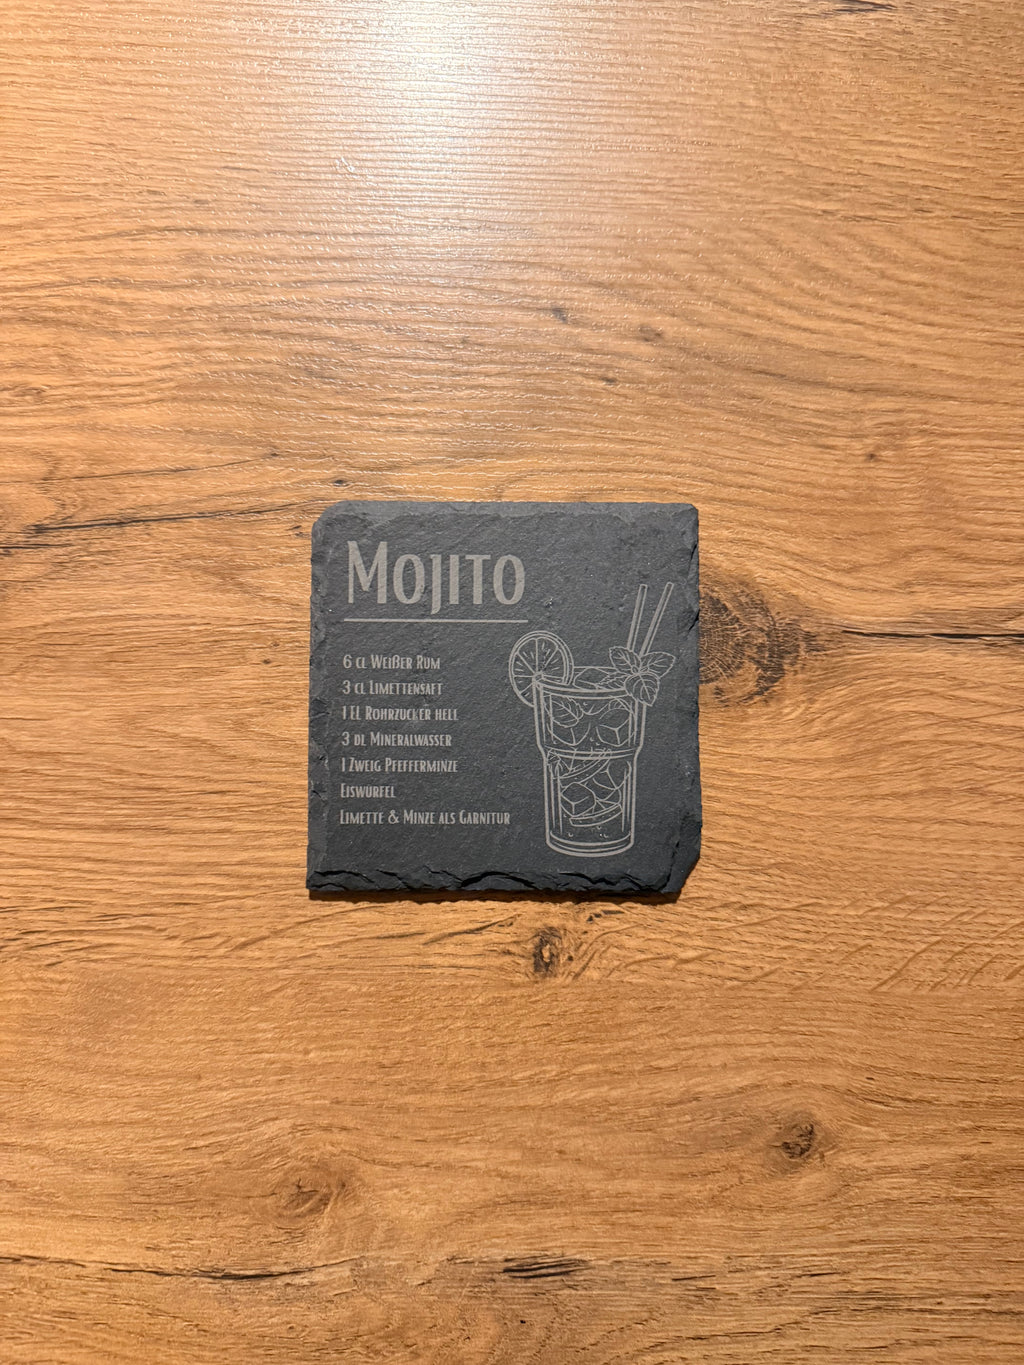 Mojito
6 cl Weißer Rum
3 cl Limettensaft
1 EL Rohrzucker hell
3 dl Mineralwasser
1 Zweig Pfefferminze
Eiswürfel
Limette & Minze als Garnitur